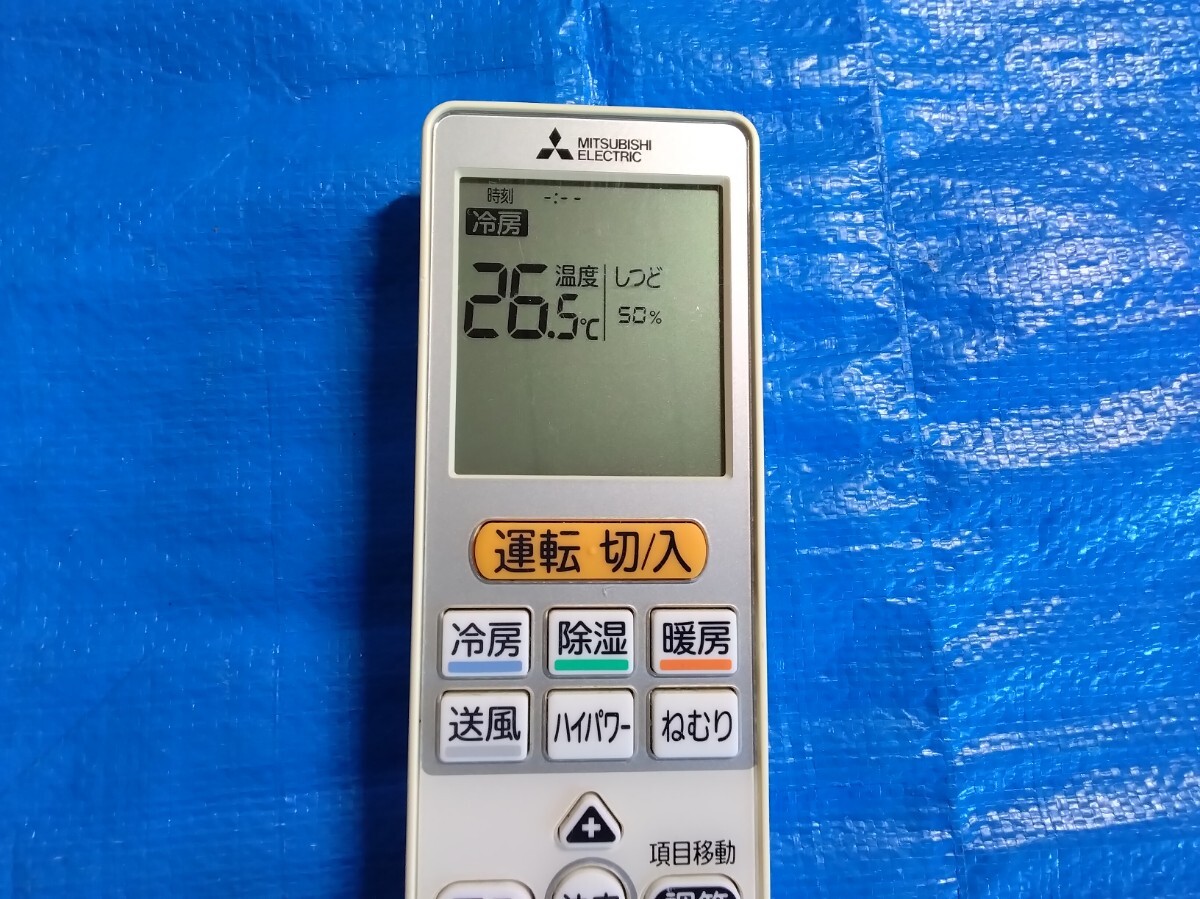 MITSUBISHI
ELECTRIC
時刻 -:--
冷房
26.5℃ 温度 しつど
50%
運転 切/入
冷房 除湿 暖房
送風 ハイパワー ねむり
+
項目移動